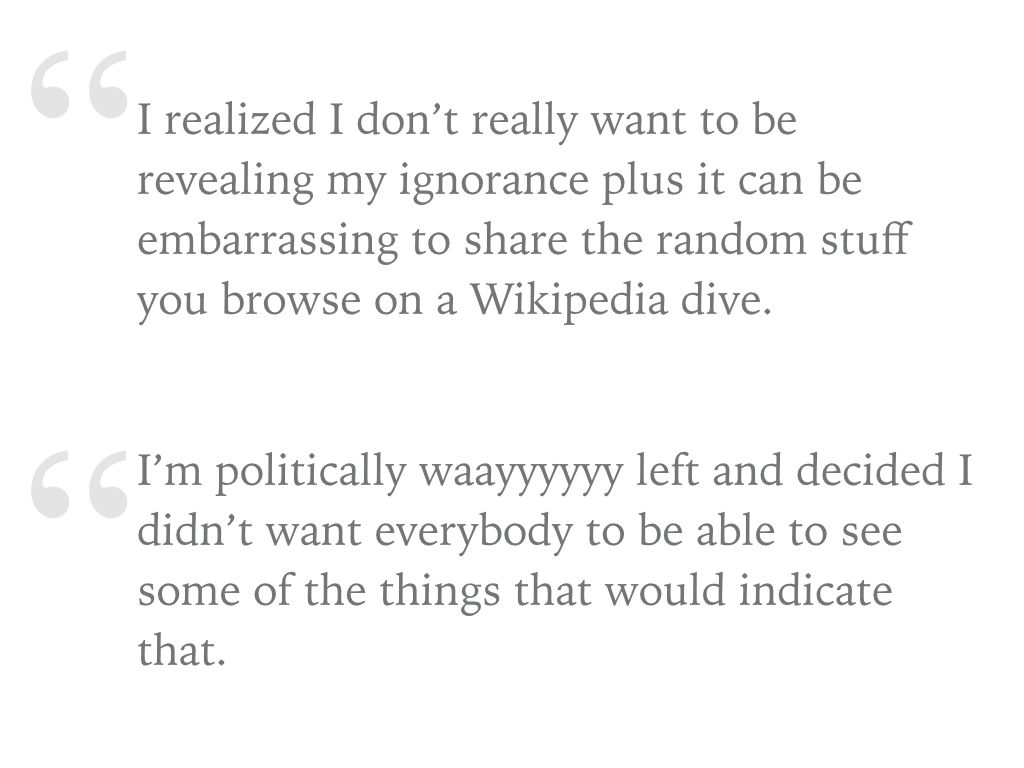 “I realized I don’t really want to be
revealing my ignorance plus it can be
embarrassing to share the random stuff
you browse on a Wikipedia dive.
“I’m politically waayyyyyy left and decided I
didn’t want everybody to be able to see
some of the things that would indicate
that.